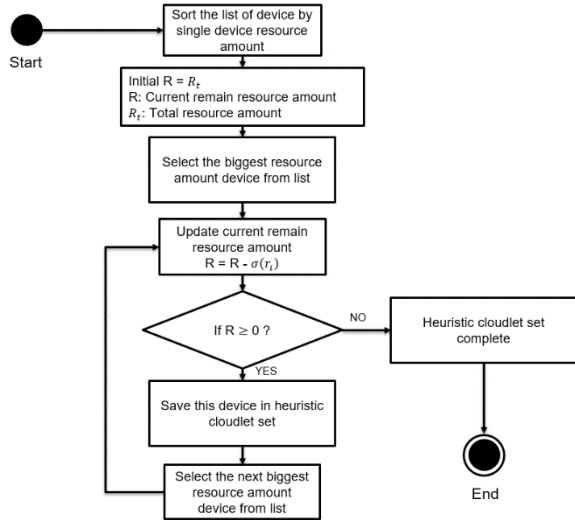 Start
Sort the list of device by
single device resource
amount
Initial R = 𝑅𝑡
R: Current remain resource amount
𝑅𝑡: Total resource amount
Select the biggest resource
amount device from list
Update current remain
resource amount
R = R - 𝜎(𝑟𝑖)
If R ≥ 0 ?
NO
Heuristic cloudlet set
complete
YES
Save this device in heuristic
cloudlet set
Select the next biggest
resource amount
device from list
End